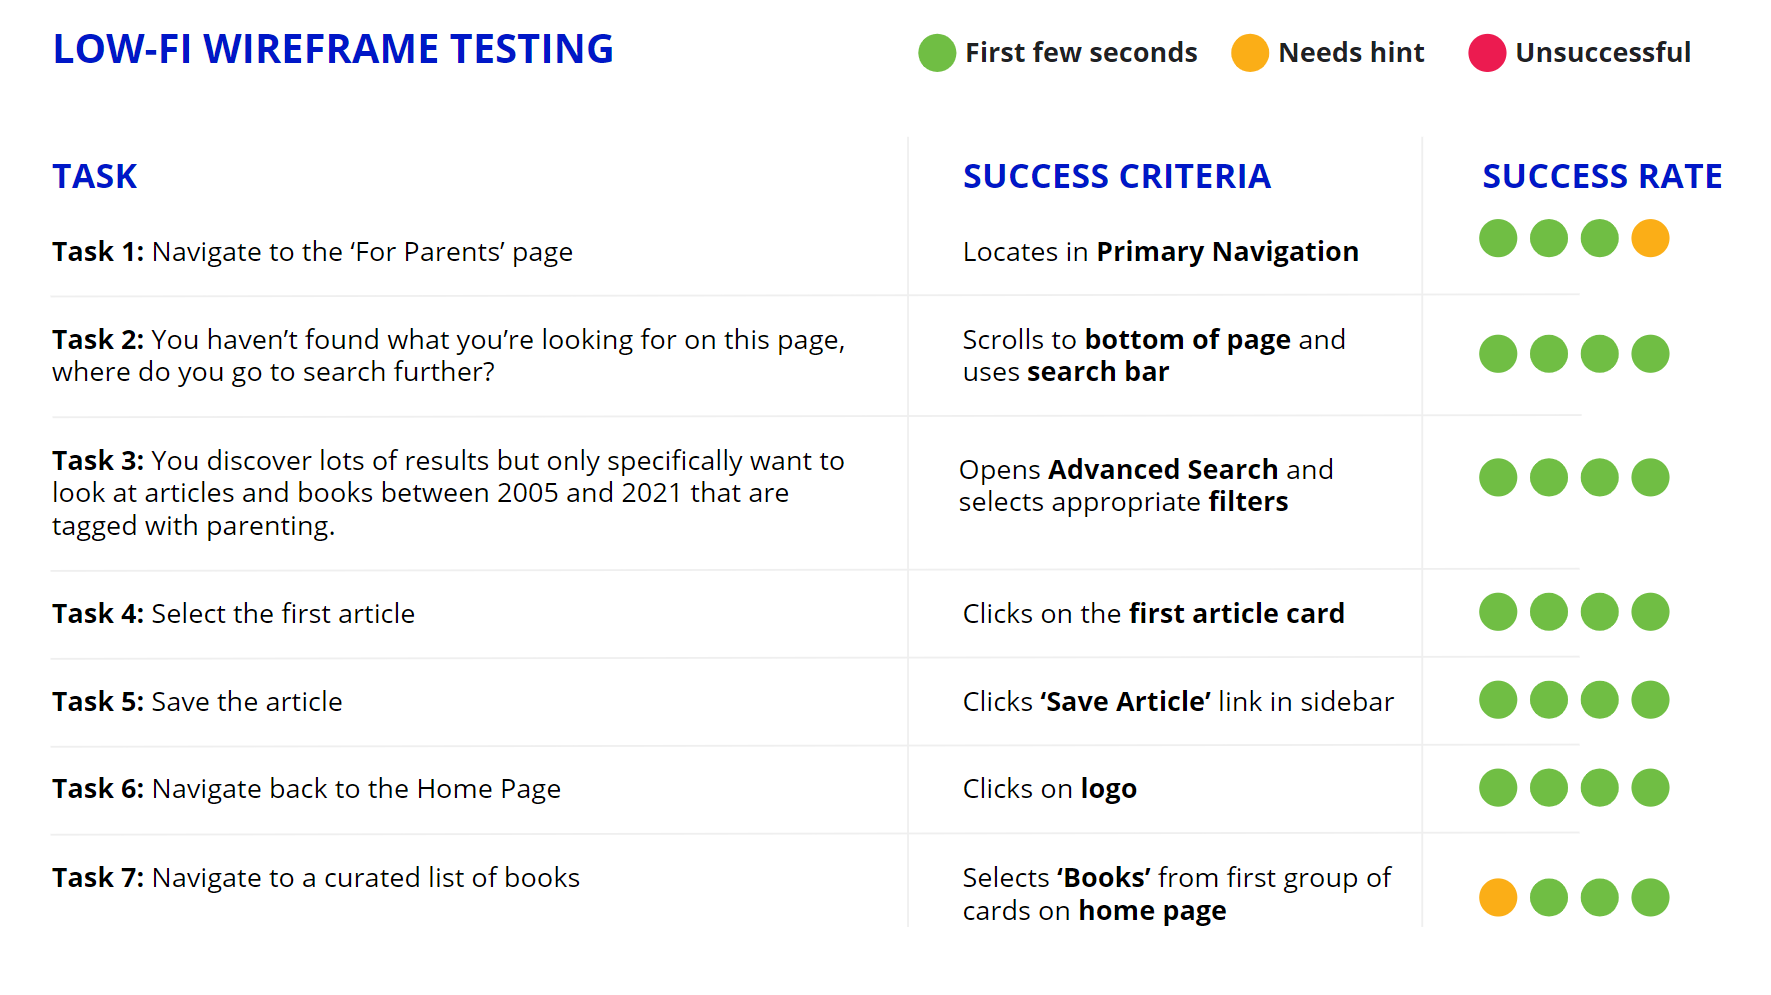 LOW-FI WIREFRAME TESTING
First few seconds
Needs hint
Unsuccessful
TASK
SUCCESS CRITERIA
SUCCESS RATE
Task 1: Navigate to the ‘For Parents’ page
Locates in Primary Navigation
Task 2: You haven’t found what you’re looking for on this page,
where do you go to search further?
Scrolls to bottom of page and
uses search bar
Task 3: You discover lots of results but only specifically want to
look at articles and books between 2005 and 2021 that are
tagged with parenting.
Opens Advanced Search and
selects appropriate filters
Task 4: Select the first article
Clicks on the first article card
Task 5: Save the article
Clicks ‘Save Article’ link in sidebar
Task 6: Navigate back to the Home Page
Clicks on logo
Task 7: Navigate to a curated list of books
Selects ‘Books’ from first group of
cards on home page